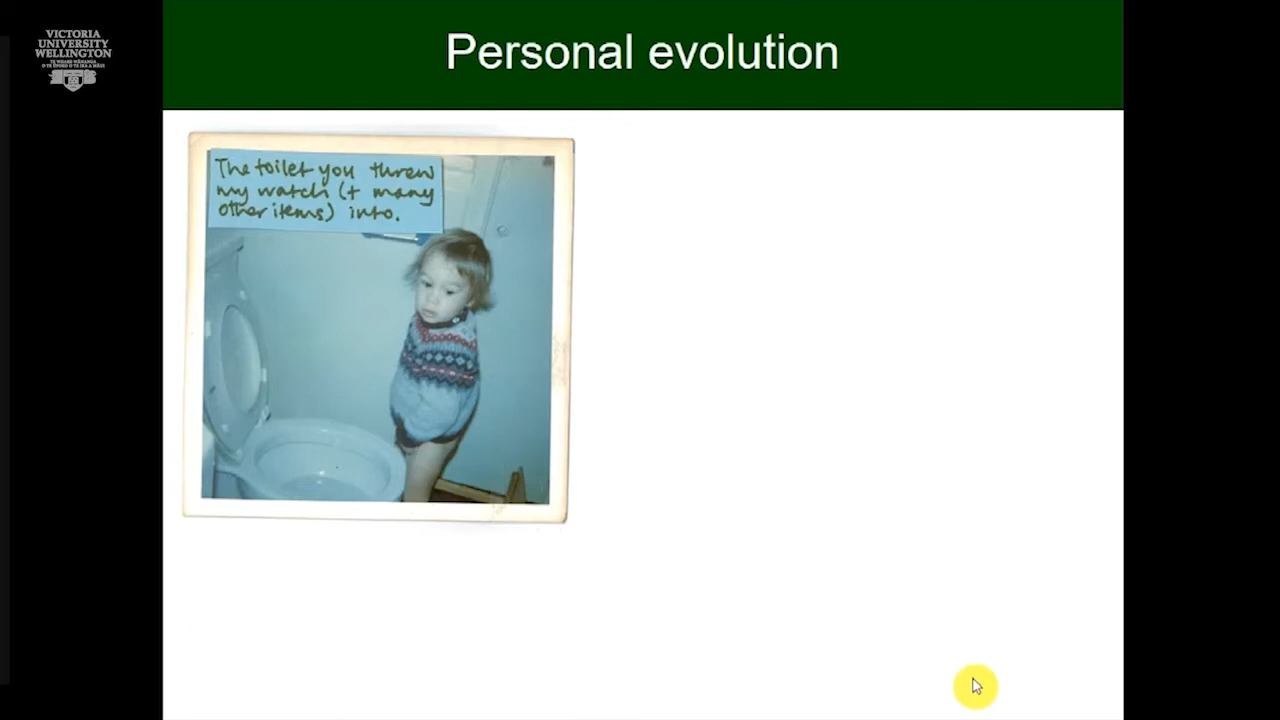 VICTORIA
UNIVERSITY
WELLINGTON
Personal evolution
The toilet you threw
my watch (+ many
other items) into.